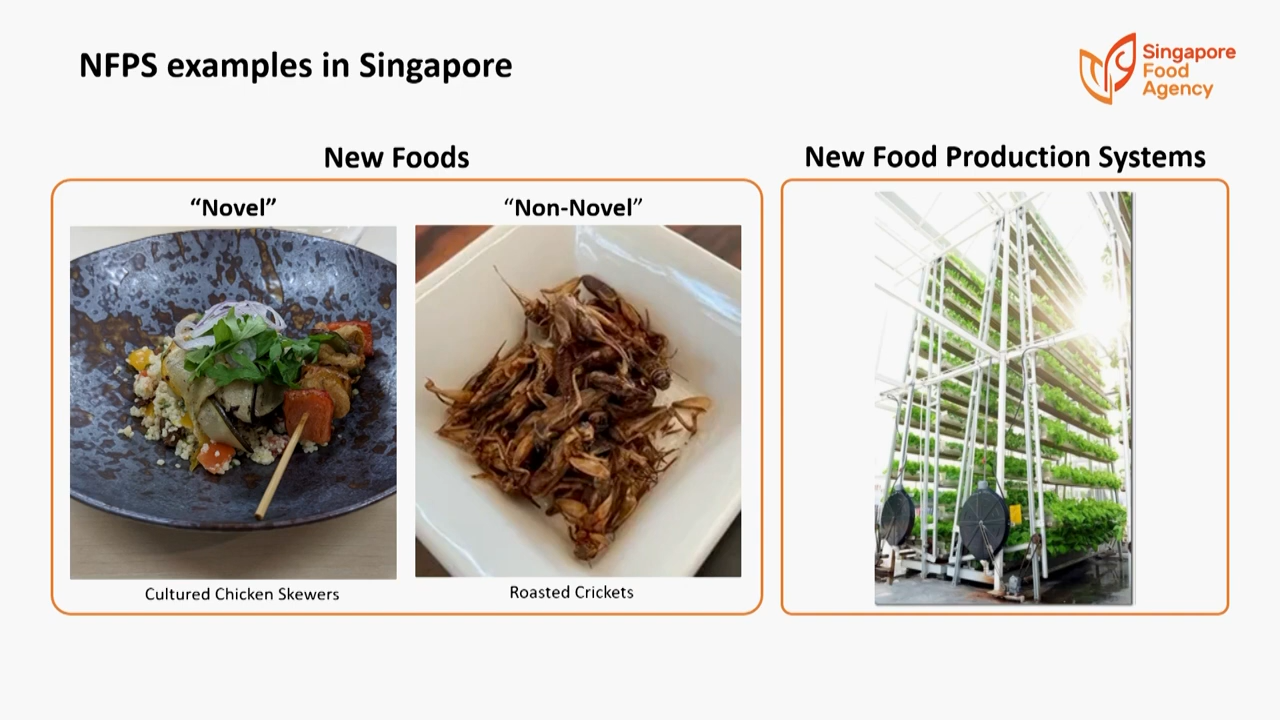 NFPS examples in Singapore
Singapore
Food
Agency
New Foods
New Food Production Systems
“Novel”
“Non-Novel”
Cultured Chicken Skewers
Roasted Crickets